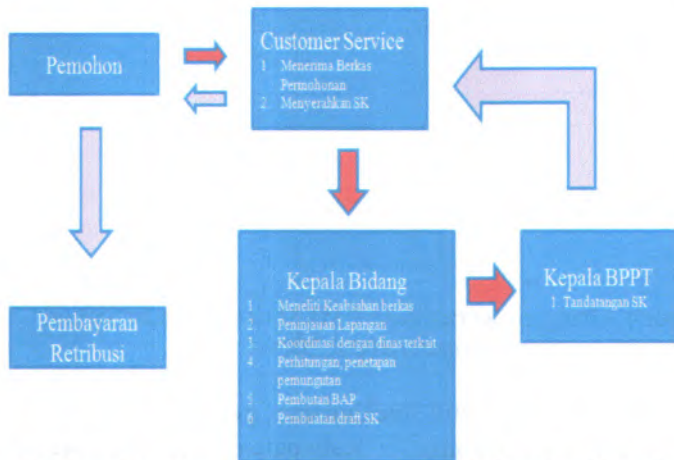 Pemohon
Customer Service
1. Menerima Berkas
Permohonan
2. Menyerahkan SK
Kepala Bidang
1. Meneliti Keabsahan berkas
2. Peninjauan Lapangan
3. Koordinasi dengan dinas terkait
4. Perhitungan, penetapan
pemungutan
5. Pembutan BAP
6. Pembuatan draft SK
Kepala BPPT
1. Tandatangan SK
Pembayaran
Retribusi